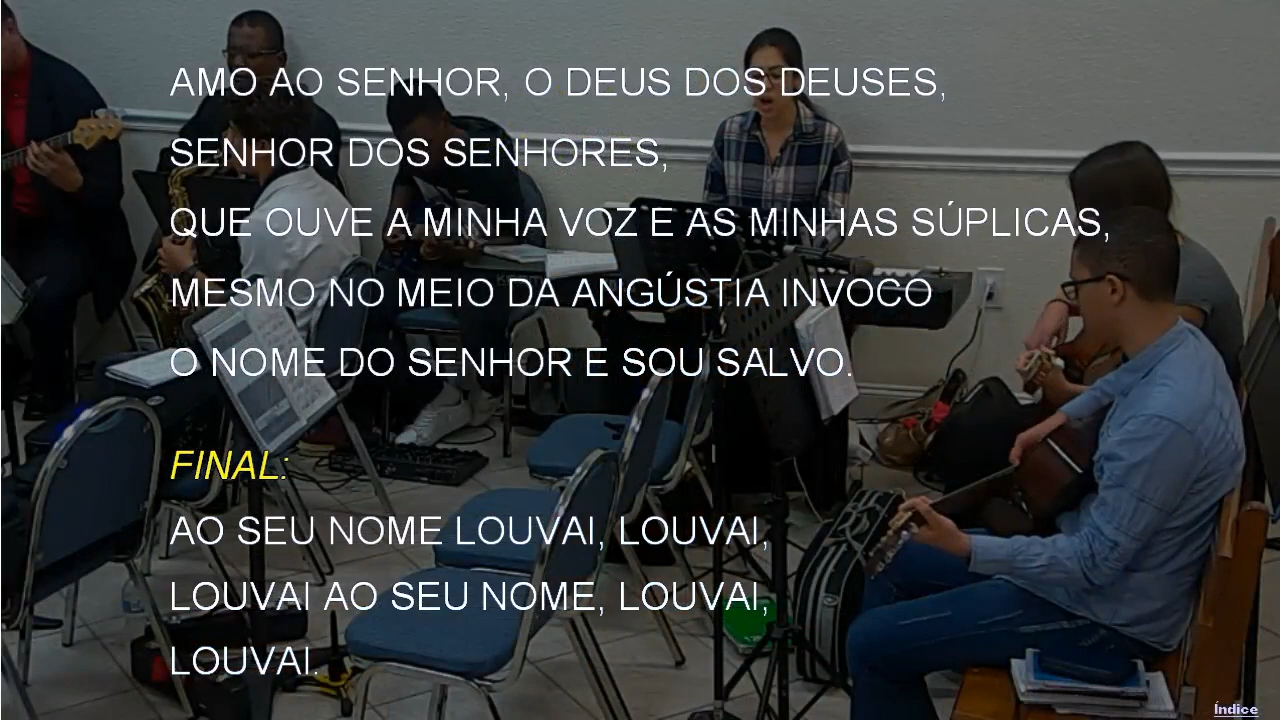 AMO AO SENHOR, O DEUS DOS DEUSES,
SENHOR DOS SENHORES,
QUE OUVE A MINHA VOZ E AS MINHAS SÚPLICAS,
MESMO NO MEIO DA ANGÚSTIA INVOCO
O NOME DO SENHOR E SOU SALVO.
FINAL:
AO SEU NOME LOUVAI, LOUVAI,
LOUVAI AO SEU NOME, LOUVAI,
LOUVAI.
Índice